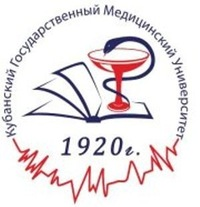 Кубанский Государственный Медицинский Университет
1920г.